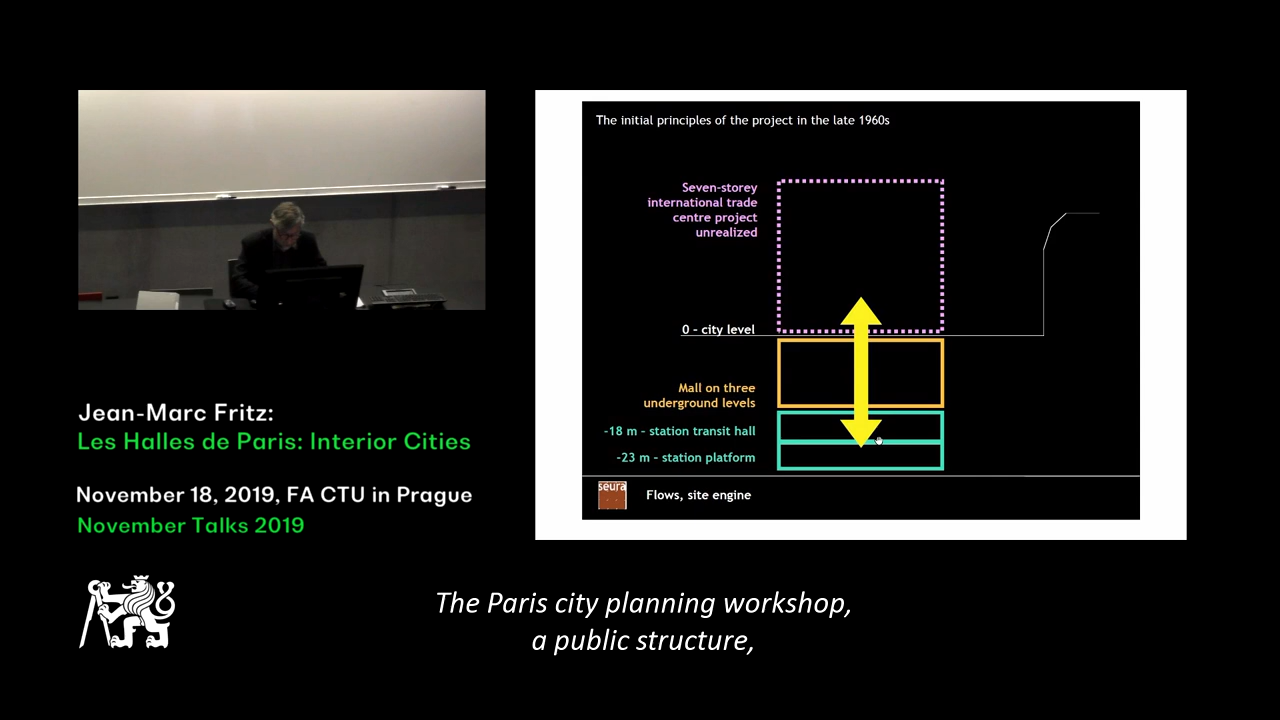 The initial principles of the project in the late 1960s
Seven-storey
international trade
centre project
unrealized
0 - city level
Mall on three
underground levels
-18 m - station transit hall
-23 m - station platform
seura
Flows, site engine
Jean-Marc Fritz:
Les Halles de Paris: Interior Cities
November 18, 2019, FA CTU in Prague
November Talks 2019
The Paris city planning workshop,
a public structure,